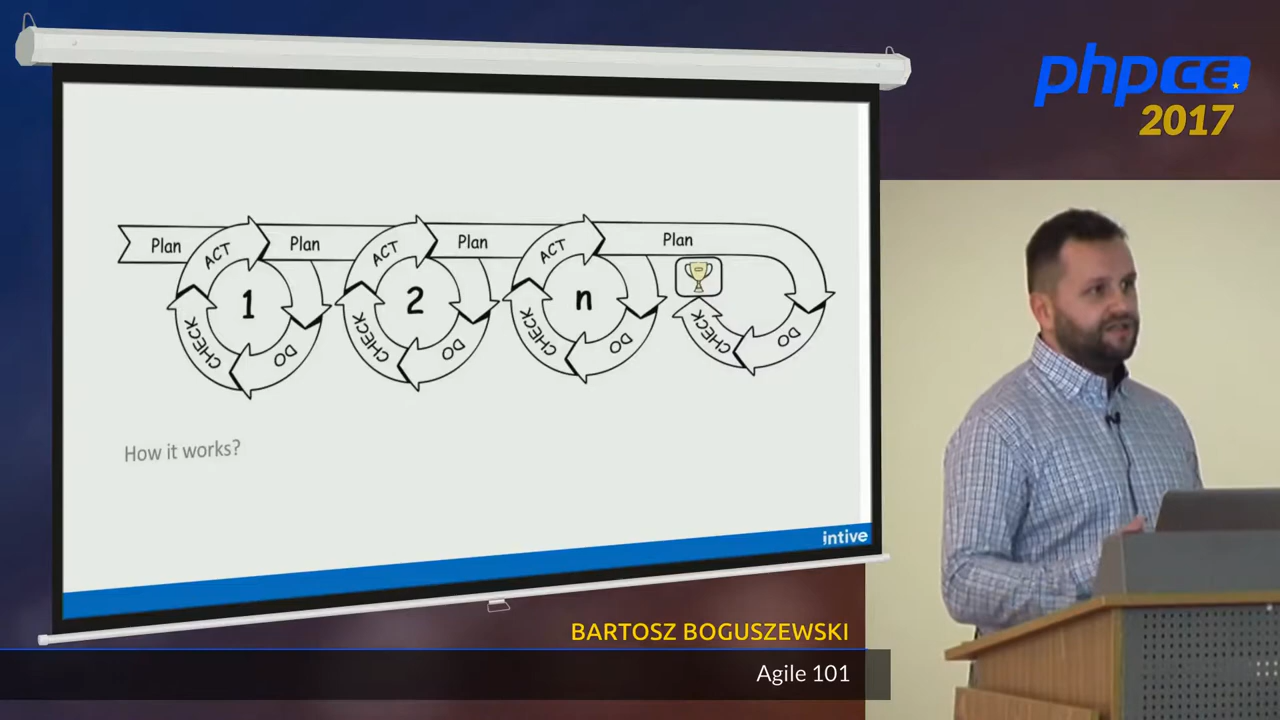 phpCE
2017
Plan
ACT
Plan
ACT
Plan
ACT
Plan
1
2
n
CHECK
DO
CHECK
DO
CHECK
DO
CHECK
DO
How it works?
intive
BARTOSZ BOGUSZEWSKI
Agile 101